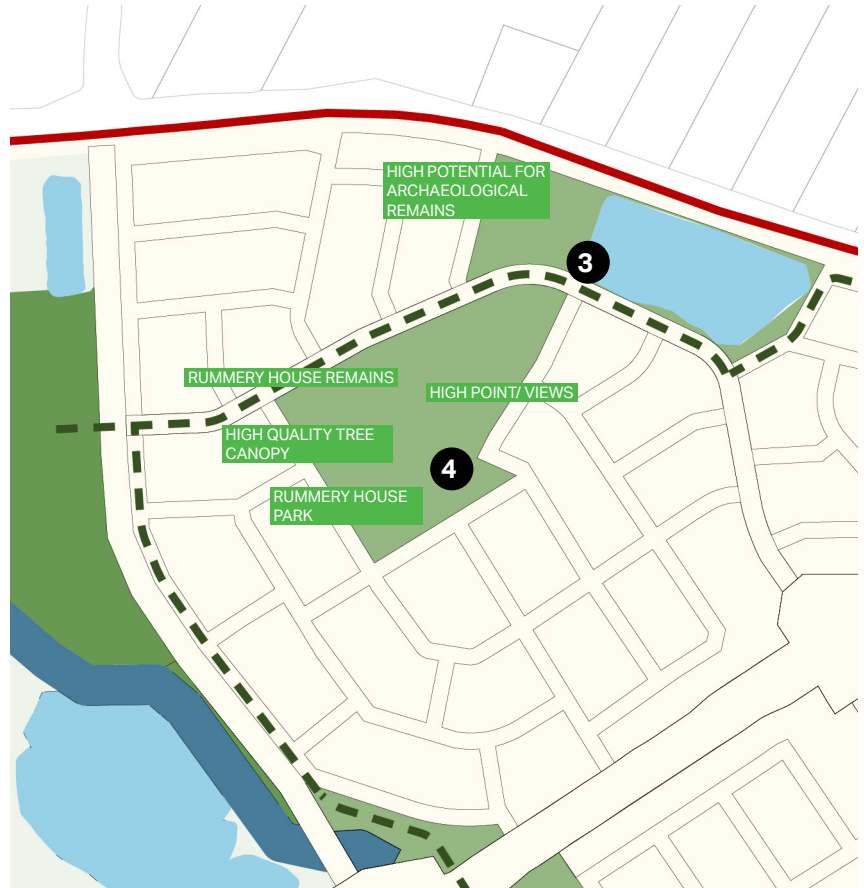 HIGH POTENTIAL FOR
ARCHAEOLOGICAL
REMAINS
3
RUMMERY HOUSE REMAINS
HIGH POINT/ VIEWS
HIGH QUALITY TREE
CANOPY
4
RUMMERY HOUSE
PARK